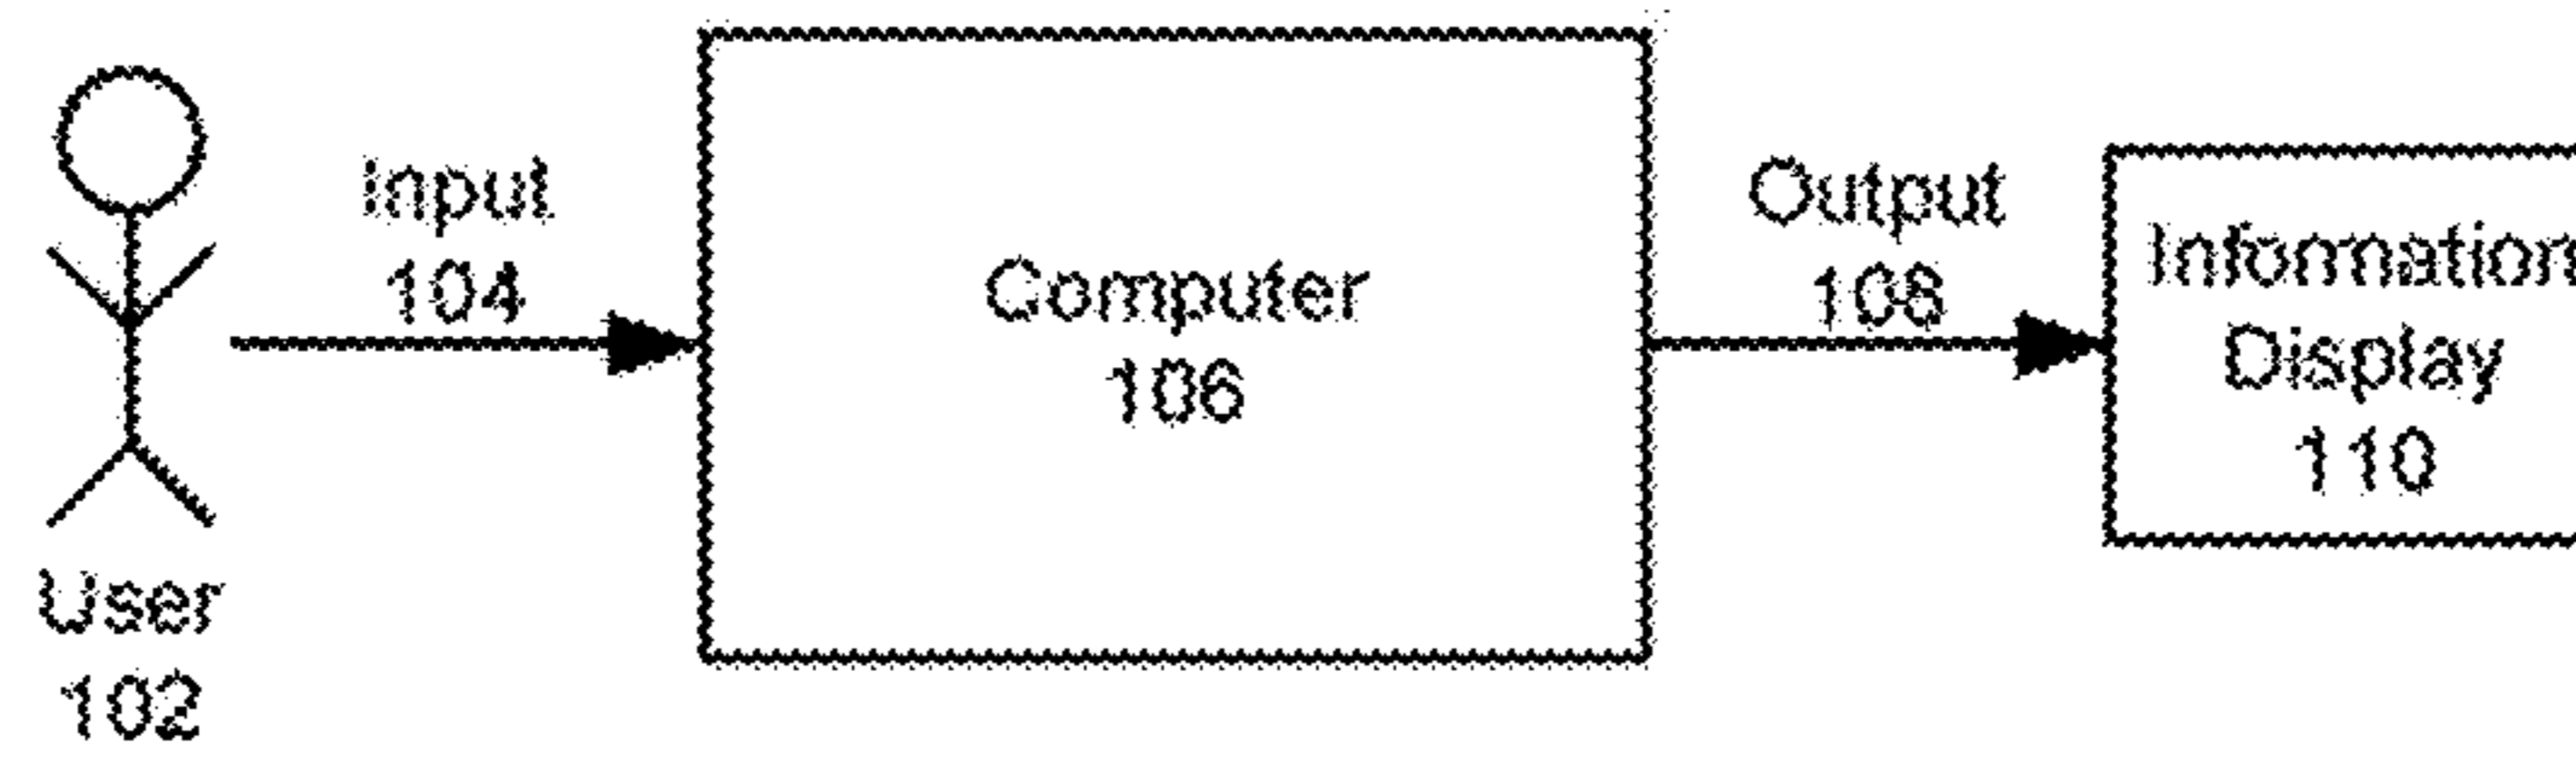 Input
104
Computer
106
Output
108
Information
Display
110
User
102